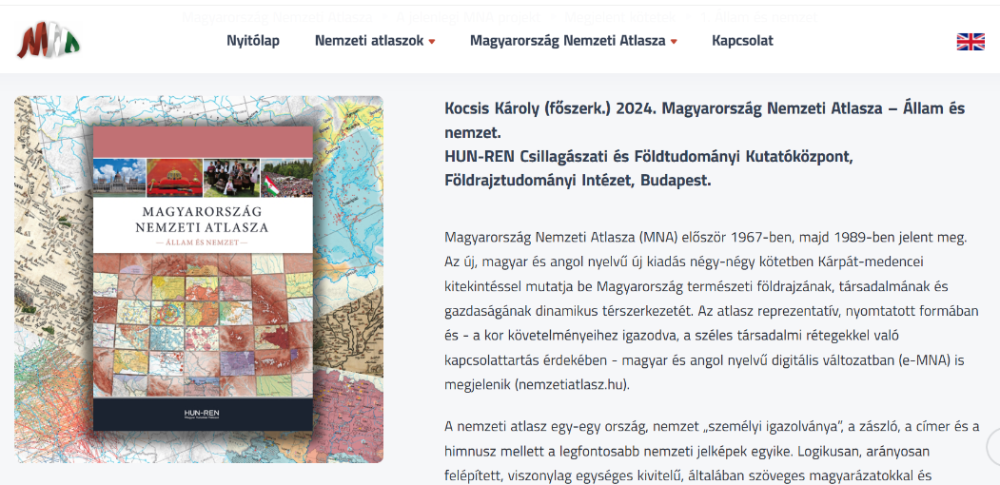 Magyarország Nemzeti Atlasza • A jelenlegi MNA projekt • Megjelent kötetek • 1. Állam és nemzet
MNA
Nyitólap Nemzeti atlaszok Magyarország Nemzeti Atlasza Kapcsolat
MAGYARORSZÁG
NEMZETI ATLASZA
— ÁLLAM ÉS NEMZET —
HUN-REN
Kocsis Károly (főszerk.) 2024. Magyarország Nemzeti Atlasza – Állam és
nemzet.
HUN-REN Csillagászati és Földtudományi Kutatóközpont,
Földrajztudományi Intézet, Budapest.
Magyarország Nemzeti Atlasza (MNA) először 1967-ben, majd 1989-ben jelent meg.
Az új, magyar és angol nyelvű új kiadás négy-négy kötetben Kárpát-medencei
kitekintéssel mutatja be Magyarország természeti földrajzának, társadalmának és
gazdaságának dinamikus térszerkezetét. Az atlasz reprezentatív, nyomtatott formában
és - a kor követelményeihez igazodva, a széles társadalmi rétegekkel való
kapcsolattartás érdekében - magyar és angol nyelvű digitális változatban (e-MNA) is
megjelenik (nemzetiatlasz.hu).
A nemzeti atlasz egy-egy ország, nemzet „személyi igazolványa”, a zászló, a címer és a
himnusz mellett a legfontosabb nemzeti jelképek egyike. Logikusan, arányosan
felépített, viszonylag egységes kivitelű, általában szöveges magyarázatokkal és